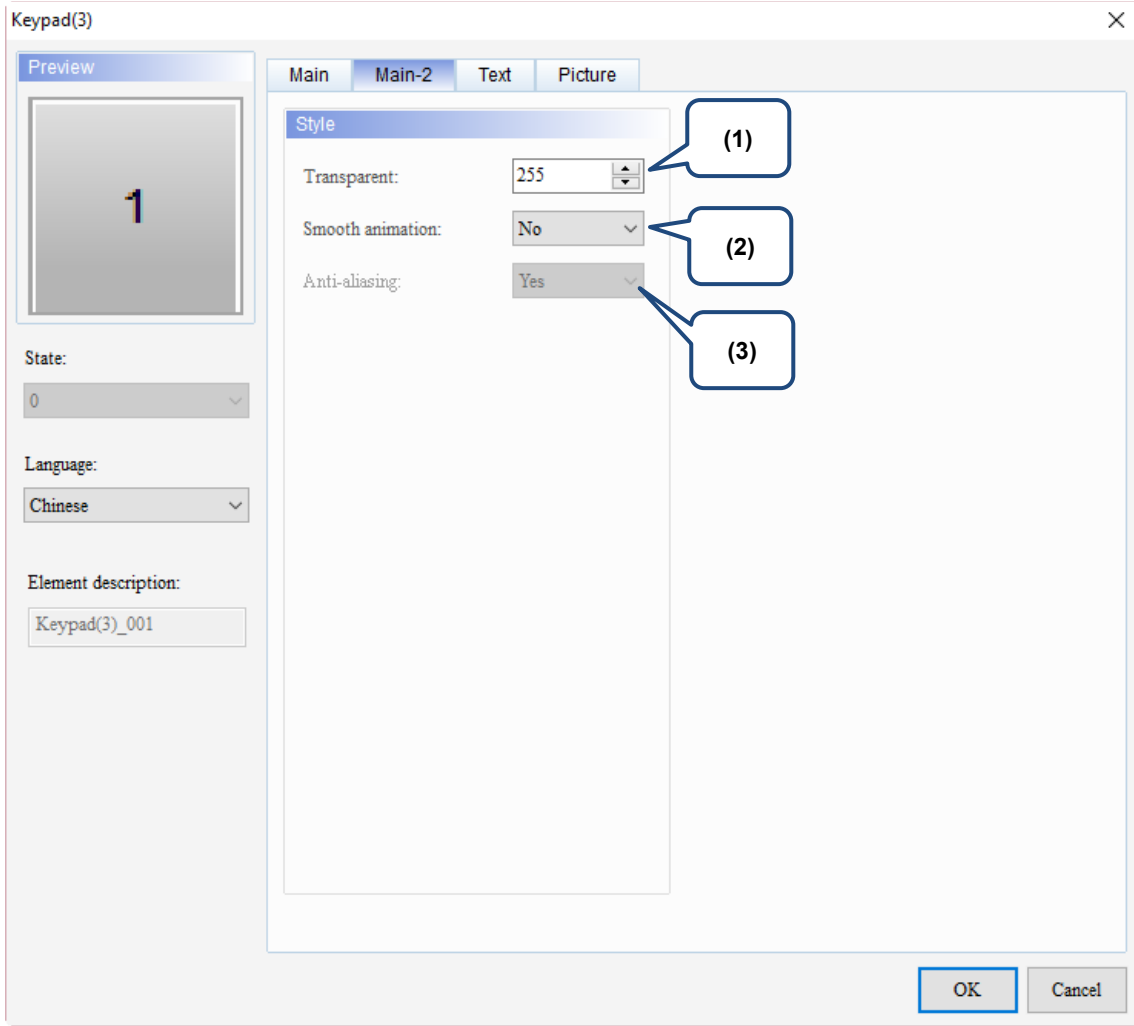 Keypad(3)
Preview
1
State:
0
Language:
Chinese
Element description:
Keypad(3)_001
Main Main-2 Text Picture
Style
Transparent: 255
Smooth animation: No
Anti-aliasing: Yes
(1)
(2)
(3)
OK Cancel